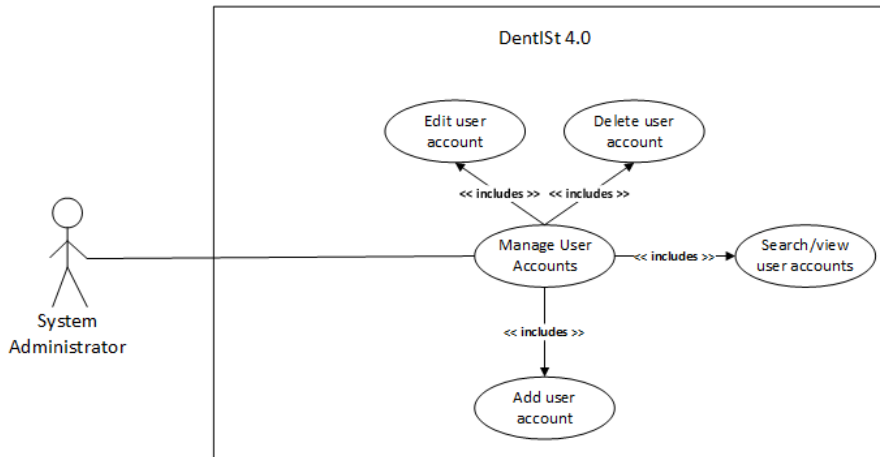 DentISt 4.0
Edit user
account
Delete user
account
<< includes >>
<< includes >>
Manage User
Accounts
<< includes >>
Search/view
user accounts
System
Administrator
<< includes >>
Add user
account